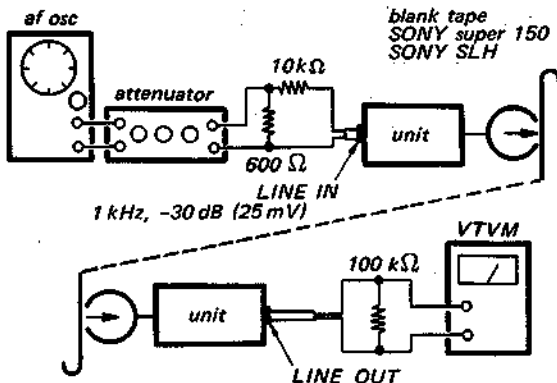 af osc
blank tape
SONY super 150
SONY SLH
attenuator
10kΩ
600 Ω
unit
LINE IN
1 kHz, -30 dB (25 mV)
VTVM
100 kΩ
unit
LINE OUT